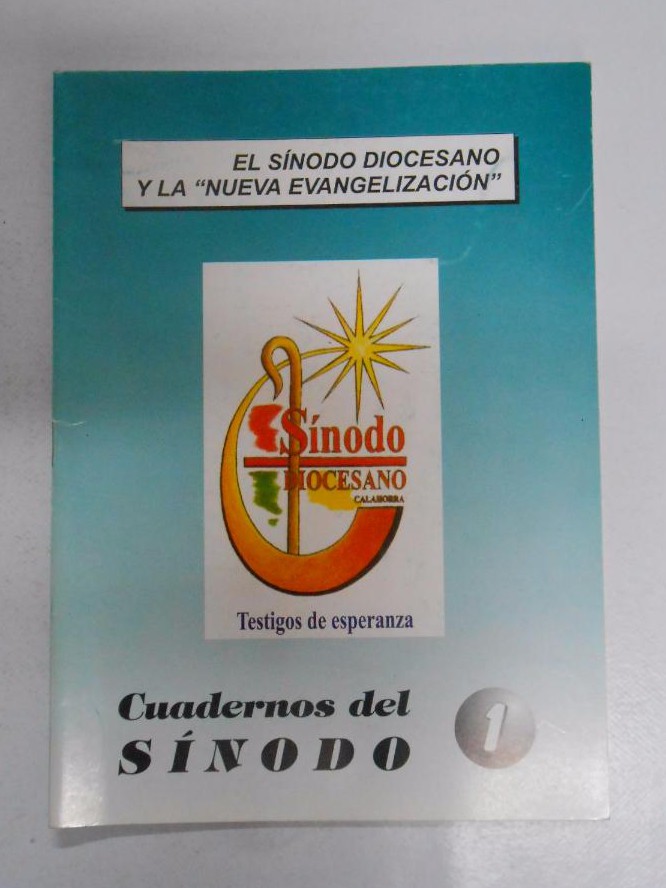 EL SÍNODO DIOCESANO
Y LA “NUEVA EVANGELIZACIÓN”
Sínodo
DIOCESANO
CALAHORRA
Testigos de esperanza
Cuadernos del
SÍNODO
1